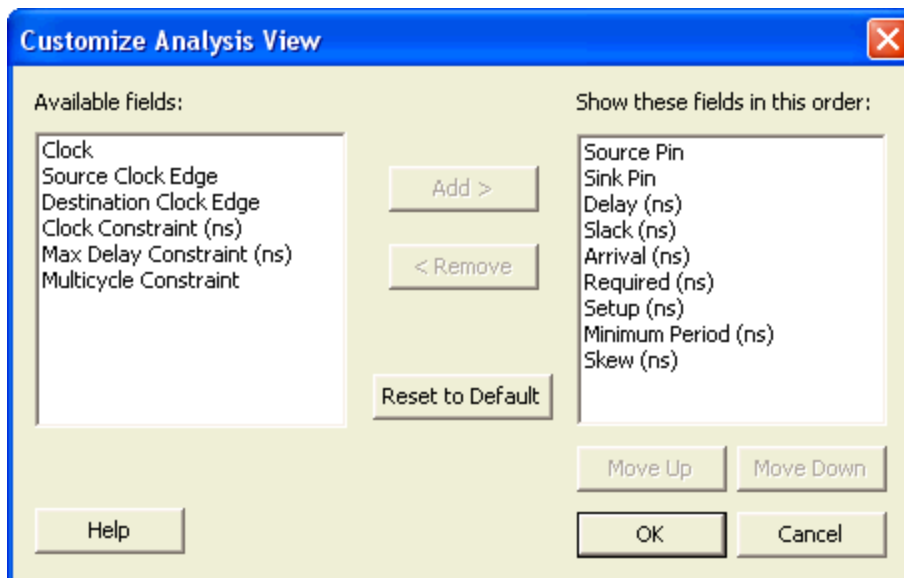 Customize Analysis View
Available fields:
Clock
Source Clock Edge
Destination Clock Edge
Clock Constraint (ns)
Max Delay Constraint (ns)
Multicycle Constraint
Add >
< Remove
Reset to Default
Show these fields in this order:
Source Pin
Sink Pin
Delay (ns)
Slack (ns)
Arrival (ns)
Required (ns)
Setup (ns)
Minimum Period (ns)
Skew (ns)
Move Up
Move Down
Help
OK
Cancel